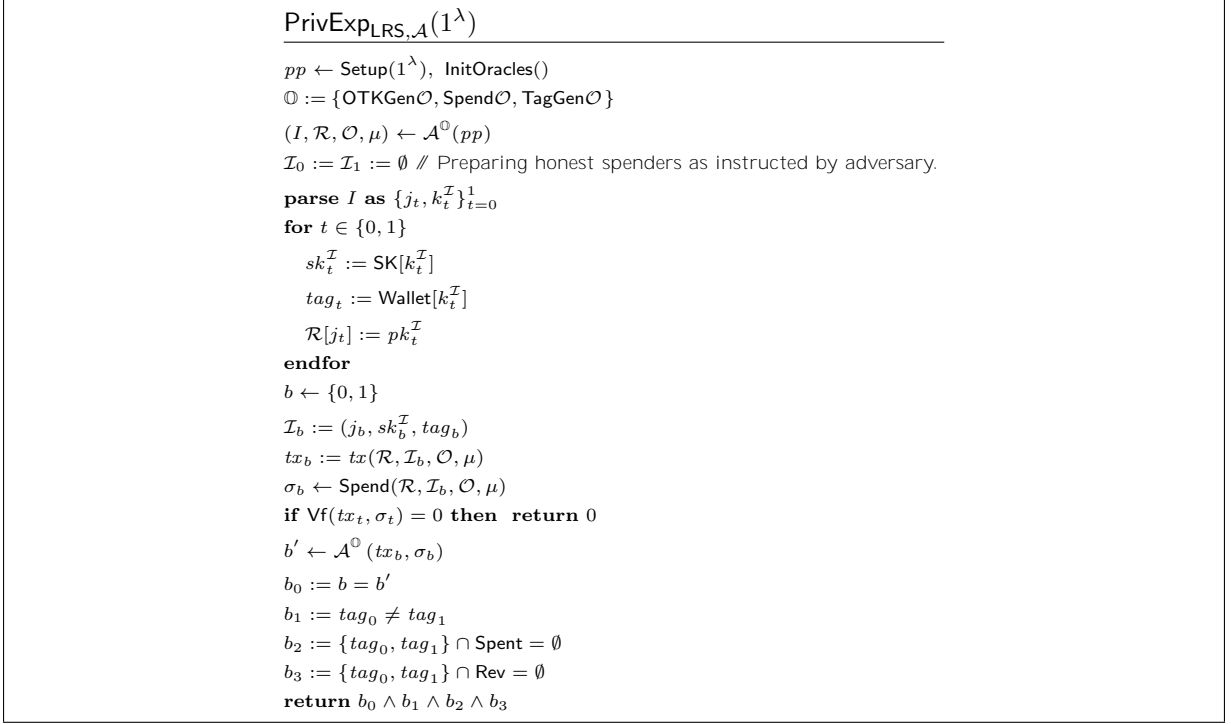 PrivExp_{LRS,𝒜}(1^λ)
pp ← Setup(1^λ), InitOracles()
𝕆 := {OTKGen𝒪, Spend𝒪, TagGen𝒪}
(I, ℛ, 𝒪, μ) ← 𝒜^𝕆(pp)
ℐ_0 := ℐ_1 := ∅ // Preparing honest spenders as instructed by adversary.
parse I as {j_t, k_t^ℐ}_{t=0}^1
for t ∈ {0, 1}
sk_t^ℐ := SK[k_t^ℐ]
tag_t := Wallet[k_t^ℐ]
ℛ[j_t] := pk_t^ℐ
endfor
b ← {0, 1}
ℐ_b := (j_b, sk_b^ℐ, tag_b)
tx_b := tx(ℛ, ℐ_b, 𝒪, μ)
σ_b ← Spend(ℛ, ℐ_b, 𝒪, μ)
if Vf(tx_t, σ_t) = 0 then return 0
b′ ← 𝒜^𝕆 (tx_b, σ_b)
b_0 := b = b′
b_1 := tag_0 ≠ tag_1
b_2 := {tag_0, tag_1} ∩ Spent = ∅
b_3 := {tag_0, tag_1} ∩ Rev = ∅
return b_0 ∧ b_1 ∧ b_2 ∧ b_3